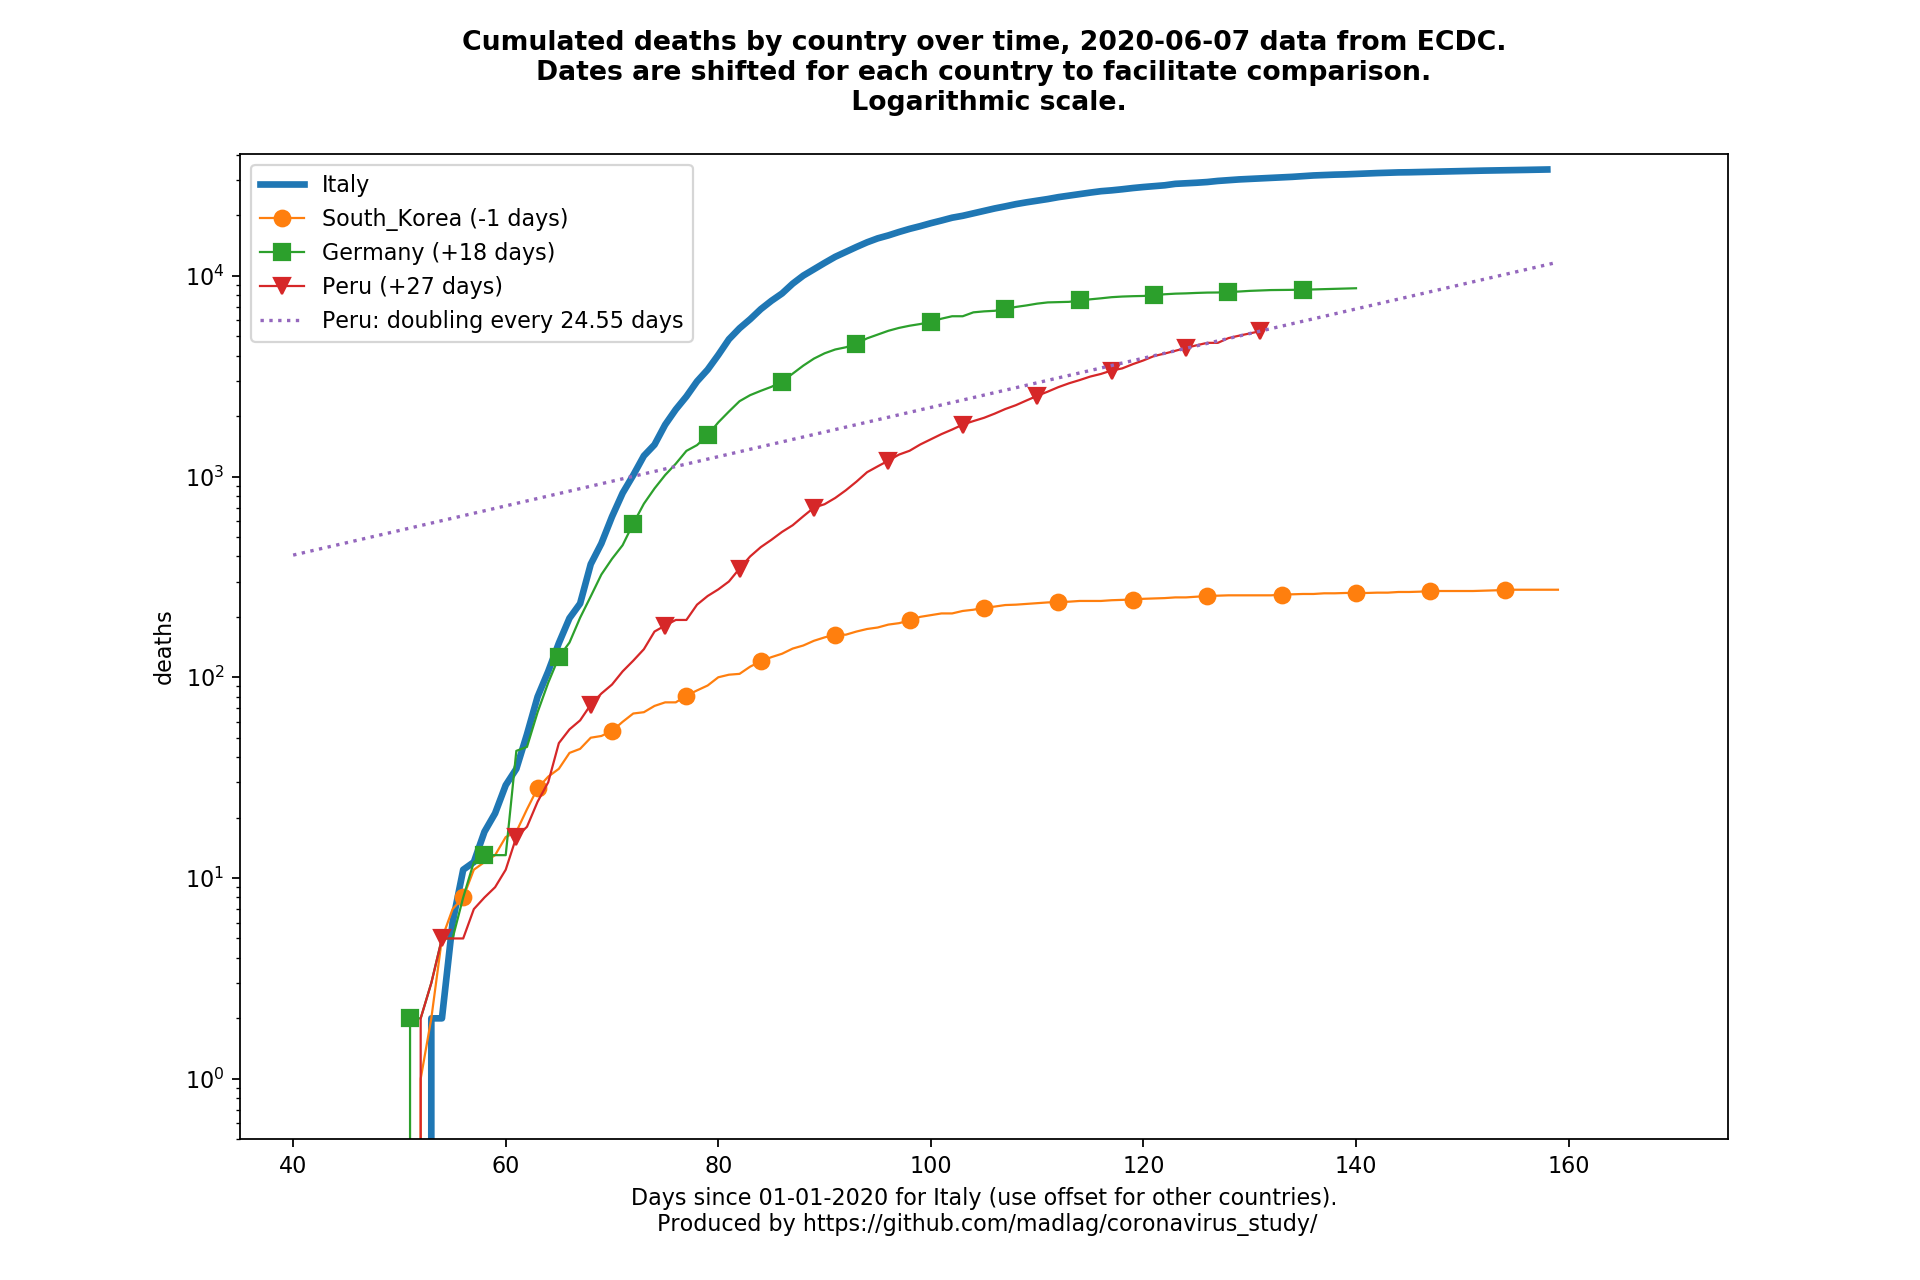 Cumulated deaths by country over time, 2020-06-07 data from ECDC.
Dates are shifted for each country to facilitate comparison.
Logarithmic scale.
Italy
South_Korea (-1 days)
Germany (+18 days)
Peru (+27 days)
Peru: doubling every 24.55 days
deaths
10⁴
10³
10²
10¹
10⁰
40 60 80 100 120 140 160
Days since 01-01-2020 for Italy (use offset for other countries).
Produced by https://github.com/madlag/coronavirus_study/